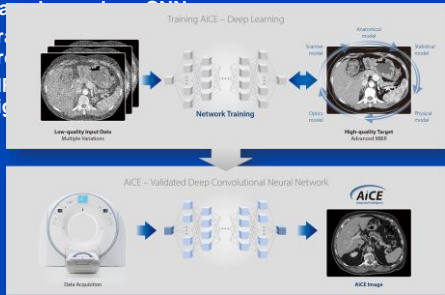 Training AiCE – Deep Learning
Anatomical
model
Scanner
model
Statistical
model
Optics
model
Physical
model
Network Training
Low-quality Input Data
Multiple Variations
High-quality Target
Advanced MBIR
AiCE – Validated Deep Convolutional Neural Network
AiCE
Data Acquisition
AiCE Image